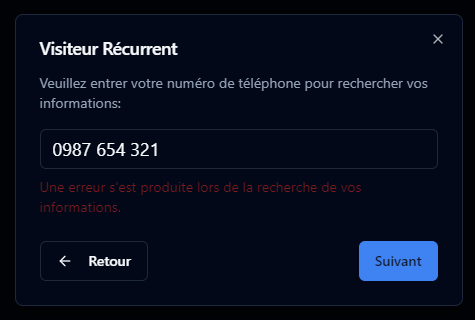 Visiteur Récurrent
Veuillez entrer votre numéro de téléphone pour rechercher vos
informations:
0987 654 321
Une erreur s'est produite lors de la recherche de vos
informations.
Retour
Suivant